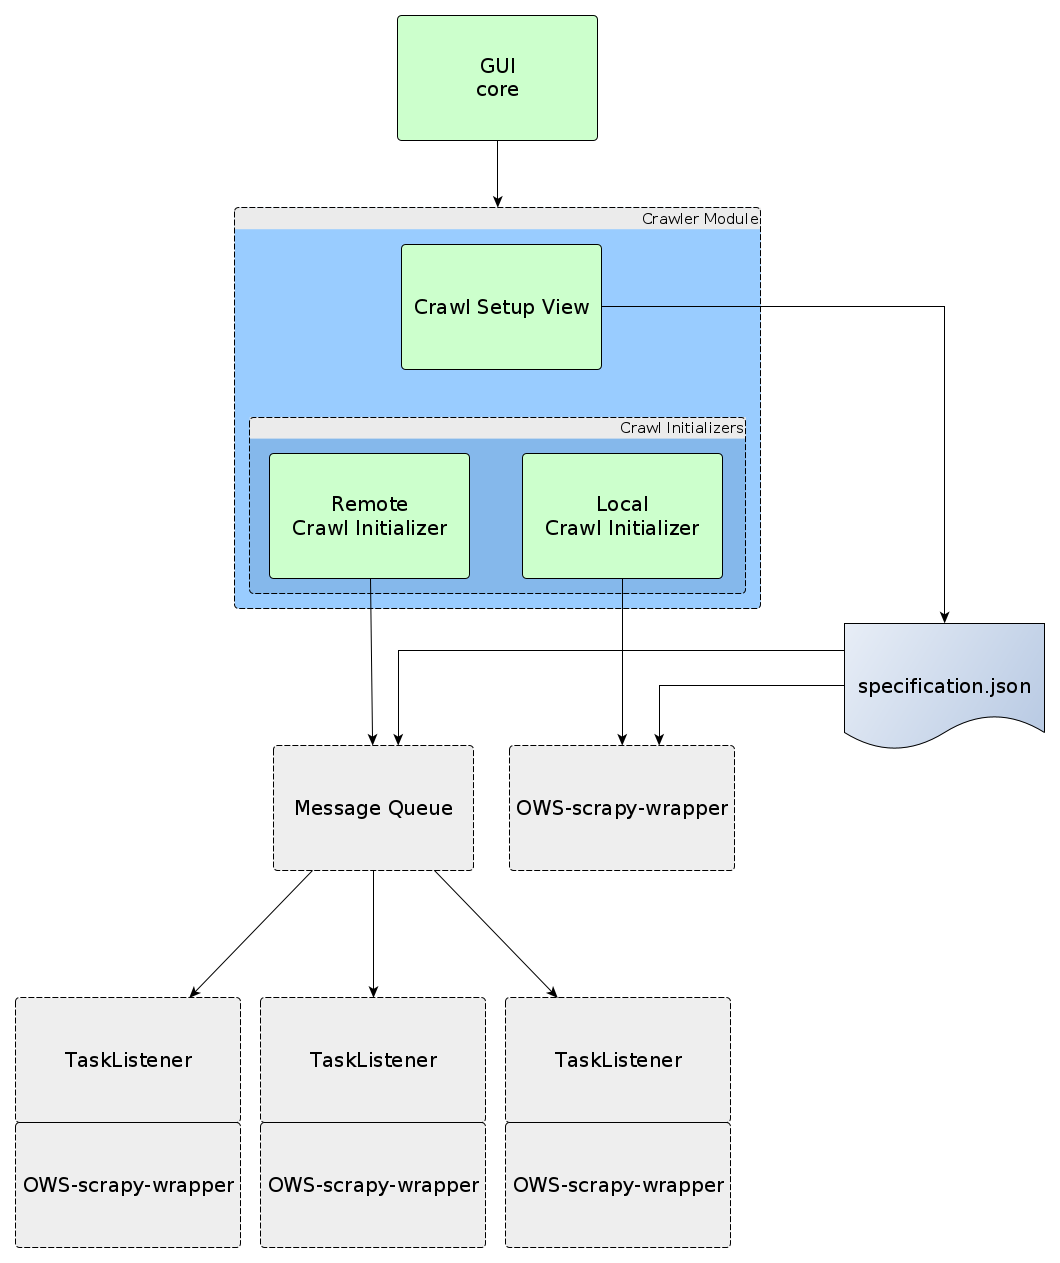 GUI
core
Crawler Module
Crawl Setup View
Crawl Initializers
Remote
Crawl Initializer
Local
Crawl Initializer
specification.json
Message Queue
OWS-scrapy-wrapper
TaskListener
TaskListener
TaskListener
OWS-scrapy-wrapper
OWS-scrapy-wrapper
OWS-scrapy-wrapper